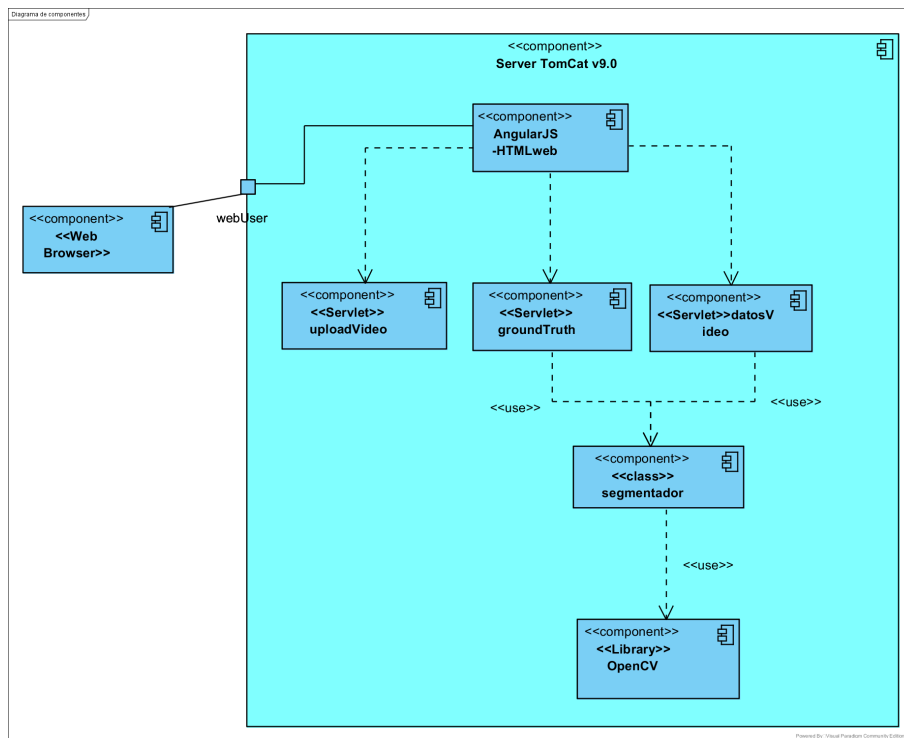 Diagrama de componentes
<<component>>
Server TomCat v9.0
<<component>>
AngularJS
-HTMLweb
webUser
<<component>>
<<Web
Browser>>
<<component>>
<<Servlet>>
uploadVideo
<<component>>
<<Servlet>>
groundTruth
<<component>>
<<Servlet>>datosV
ideo
<<use>>
<<use>>
<<component>>
<<class>>
segmentador
<<use>>
<<component>>
<<Library>>
OpenCV
Powered By Visual Paradigm Community Edition